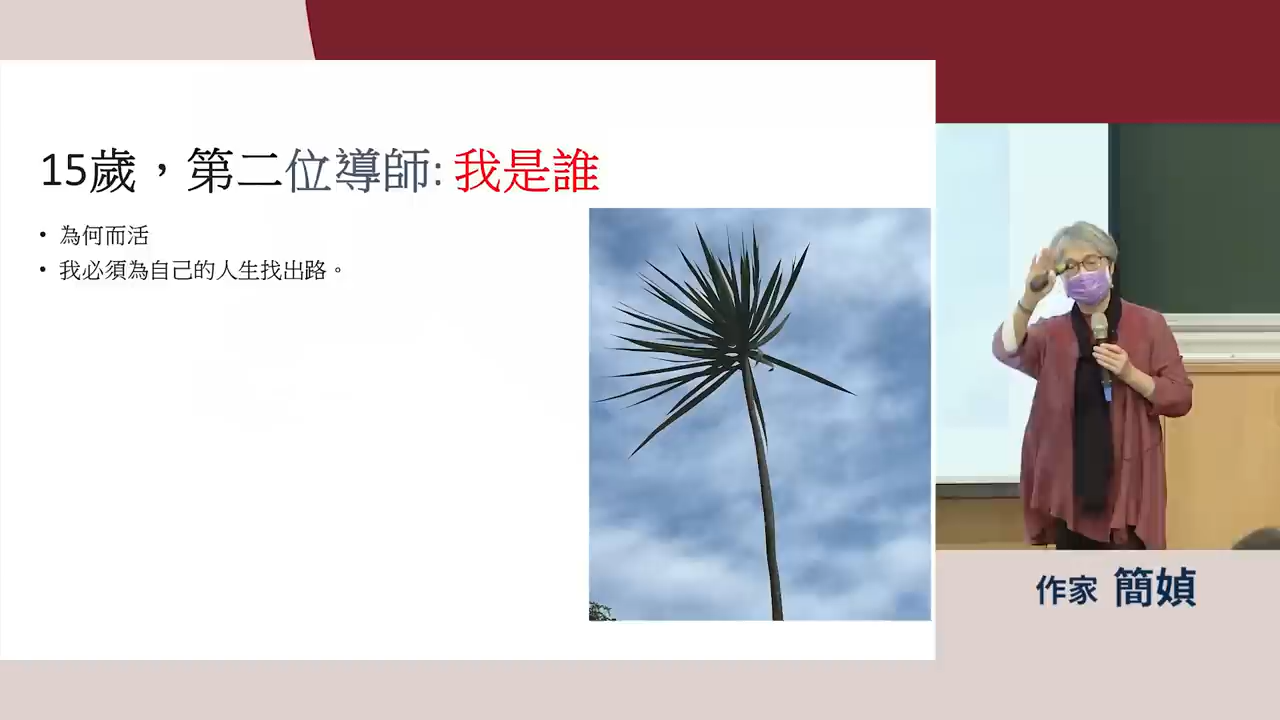 15歲，第二位導師: 我是誰
• 為何而活
• 我必須為自己的人生找出路。
作家 簡媜